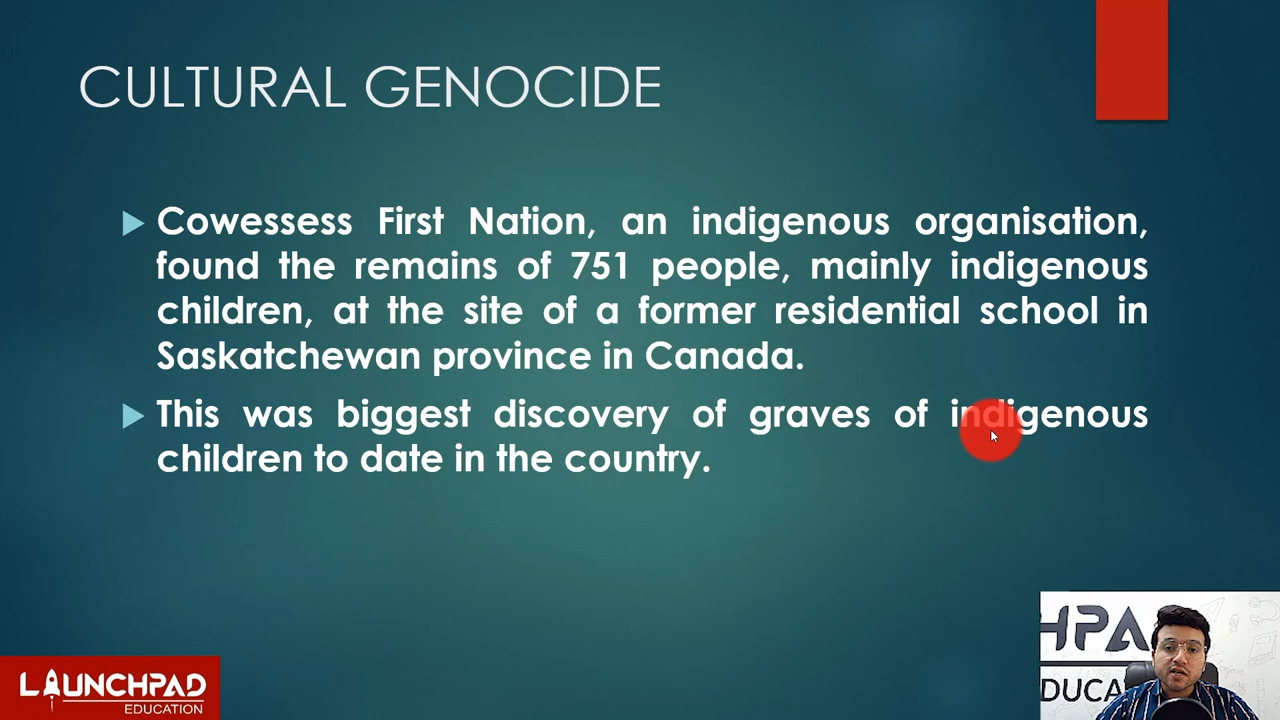 CULTURAL GENOCIDE
Cowessess First Nation, an indigenous organisation,
found the remains of 751 people, mainly indigenous
children, at the site of a former residential school in
Saskatchewan province in Canada.
This was biggest discovery of graves of indigenous
children to date in the country.
LAUNCHPAD
EDUCATION
HPA
EDUCA